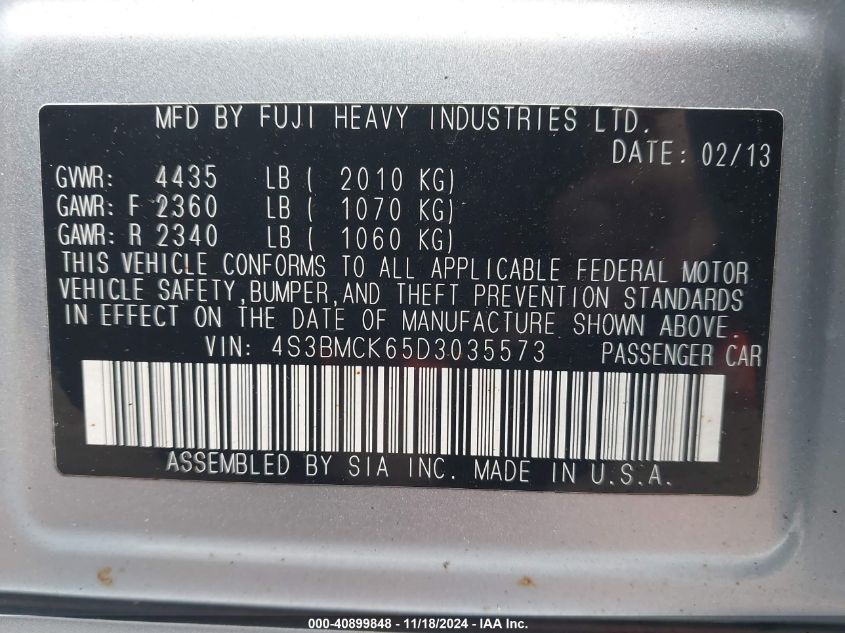 MFD BY FUJI HEAVY INDUSTRIES LTD.
DATE: 02/13
GVWR: 4435 LB ( 2010 KG)
GAWR: F 2360 LB ( 1070 KG)
GAWR: R 2340 LB ( 1060 KG)
THIS VEHICLE CONFORMS TO ALL APPLICABLE FEDERAL MOTOR
VEHICLE SAFETY,BUMPER,AND THEFT PREVENTION STANDARDS
IN EFFECT ON THE DATE OF MANUFACTURE SHOWN ABOVE.
VIN: 4S3BMCK65D3035573 PASSENGER CAR
ASSEMBLED BY SIA INC. MADE IN U.S.A.
000-40899848 - 11/18/2024 - IAA Inc.